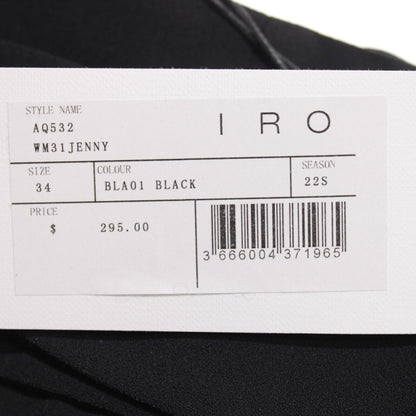 STYLE NAME
AQ532
WM31JENNY
I R O
SIZE
34
COLOUR
BLA01 BLACK
SEASON
22S
PRICE
$ 295.00
3 666004 371965